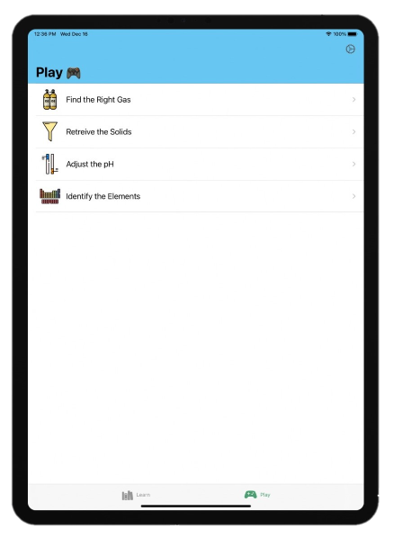 12:36 PM Wed Dec 16
100%
Play
Find the Right Gas
Retreive the Solids
Adjust the pH
Identify the Elements
Learn
Play